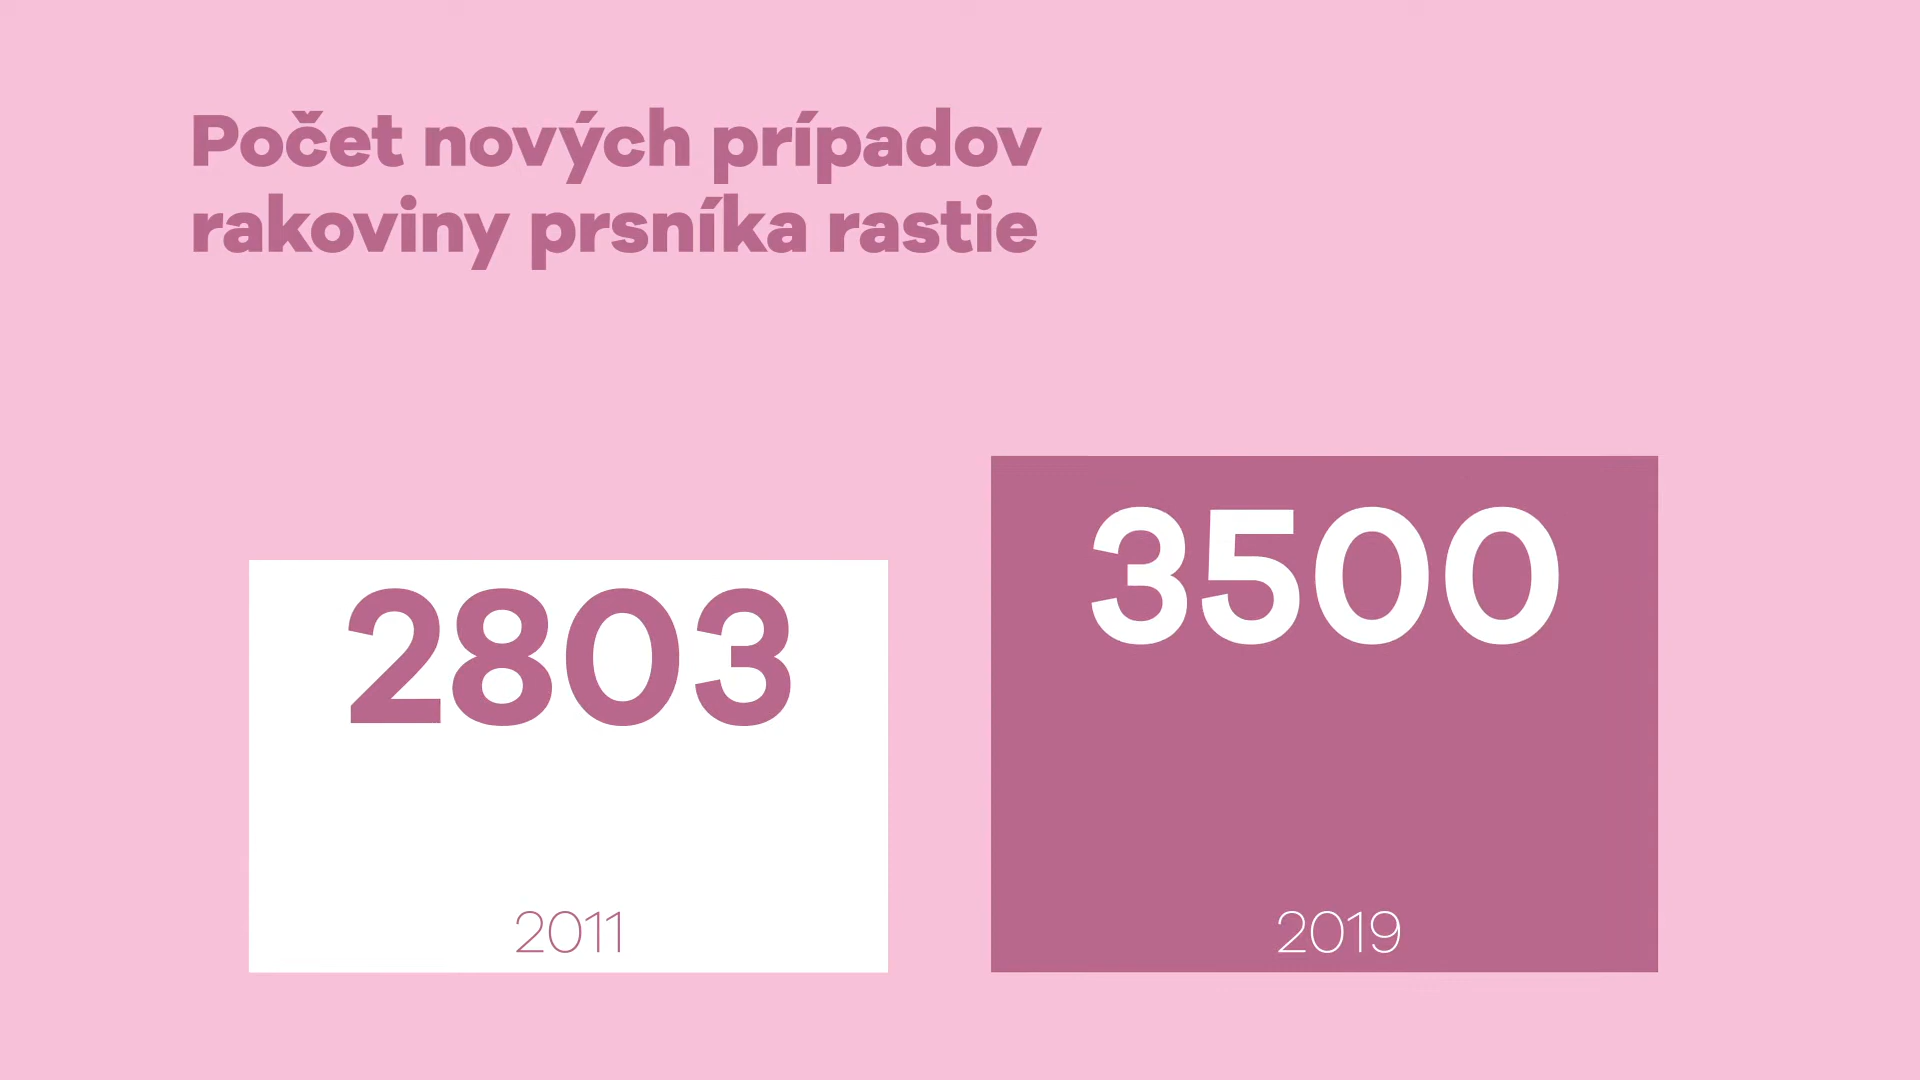 Počet nových prípadov
rakoviny prsníka rastie
2803
3500
2011
2019